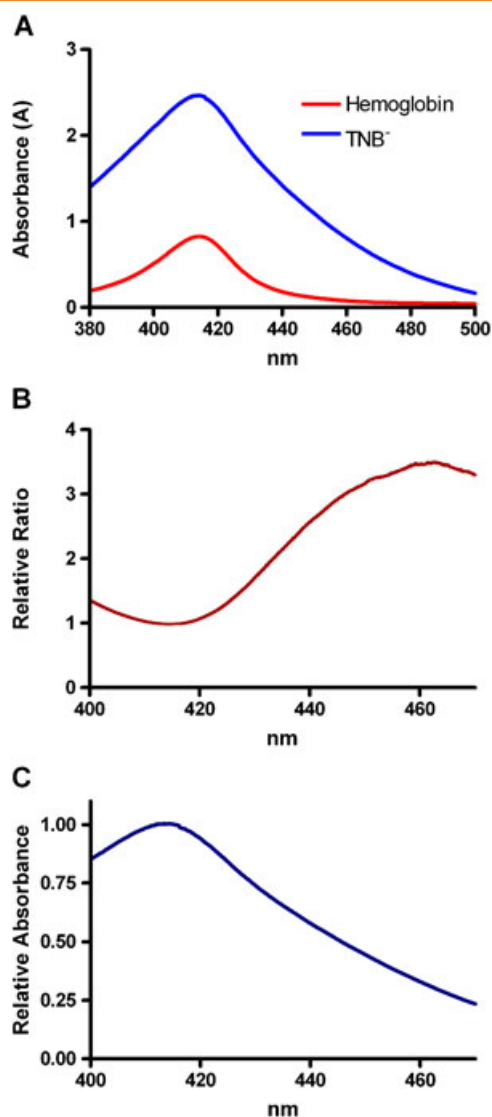 A
Absorbance (A)
3
2
1
0
Hemoglobin
TNB-
380 400 420 440 460 480 500
nm
B
Relative Ratio
4
3
2
1
0
400 420 440 460
nm
C
Relative Absorbance
1.00
0.75
0.50
0.25
0.00
400 420 440 460
nm